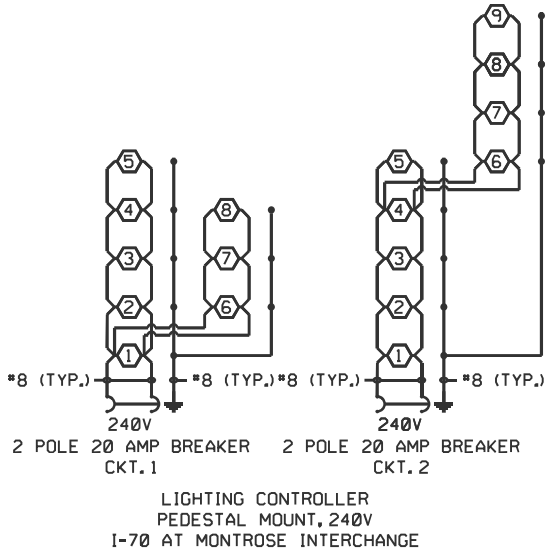 9
8
7
6
5
4
3
2
1
8
7
6
5
4
3
2
1
#8 (TYP.)
#8 (TYP.)
#8 (TYP.)
#8 (TYP.)
240V
2 POLE 20 AMP BREAKER
CKT.1
240V
2 POLE 20 AMP BREAKER
CKT.2
LIGHTING CONTROLLER
PEDESTAL MOUNT, 240V
I-70 AT MONTROSE INTERCHANGE